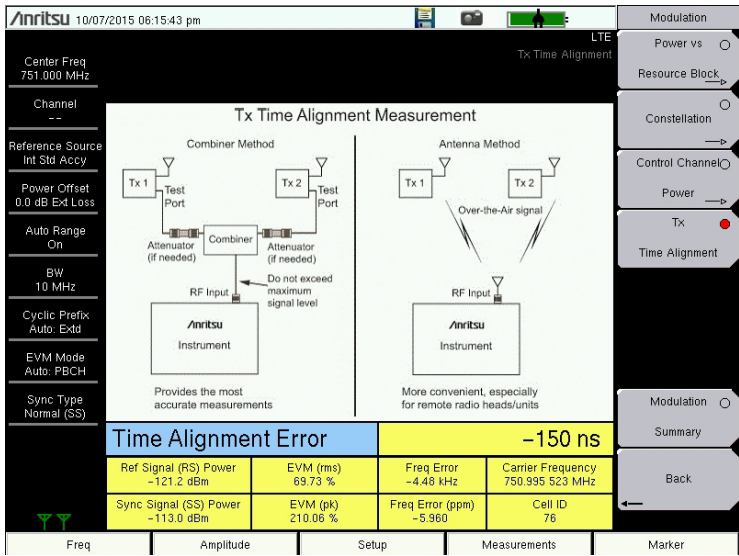 Anritsu 10/07/2015 06:15:43 pm
Modulation
LTE
Tx Time Alignment
Center Freq
751.000 MHz
Channel
--
Reference Source
Int Std Accy
Power Offset
0.0 dB Ext Loss
Auto Range
On
BW
10 MHz
Cyclic Prefix
Auto: Extd
EVM Mode
Auto: PBCH
Sync Type
Normal (SS)
Tx Time Alignment Measurement
Combiner Method
Tx 1
Test
Port
Tx 2
Test
Port
Attenuator
(if needed)
Combiner
Attenuator
(if needed)
Do not exceed
maximum
signal level
RF Input
Anritsu
Instrument
Provides the most
accurate measurements
Antenna Method
Tx 1
Tx 2
Over-the-Air signal
RF Input
Anritsu
Instrument
More convenient, especially
for remote radio heads/units
Time Alignment Error
-150 ns
Ref Signal (RS) Power
-121.2 dBm
EVM (rms)
69.73 %
Freq Error
-4.48 kHz
Carrier Frequency
750.995 523 MHz
Sync Signal (SS) Power
-113.0 dBm
EVM (pk)
210.06 %
Freq Error (ppm)
-5.960
Cell ID
76
Power vs
Resource Block
Constellation
Control Channel
Power
Tx
Time Alignment
Modulation
Summary
Back
Freq
Amplitude
Setup
Measurements
Marker